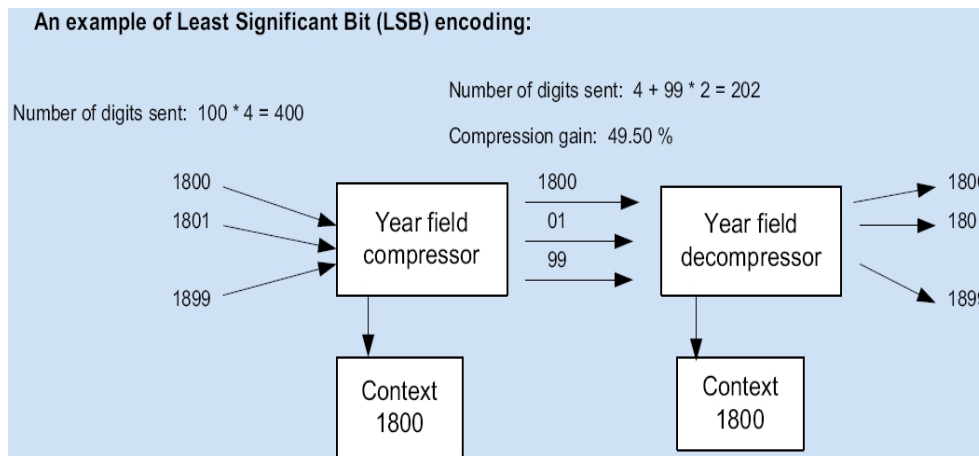 An example of Least Significant Bit (LSB) encoding:
Number of digits sent: 4 + 99 * 2 = 202
Number of digits sent: 100 * 4 = 400
Compression gain: 49.50 %
1800
1801
1899
Year field
compressor
1800
01
99
Year field
decompressor
180
1899
Context
1800
Context
1800